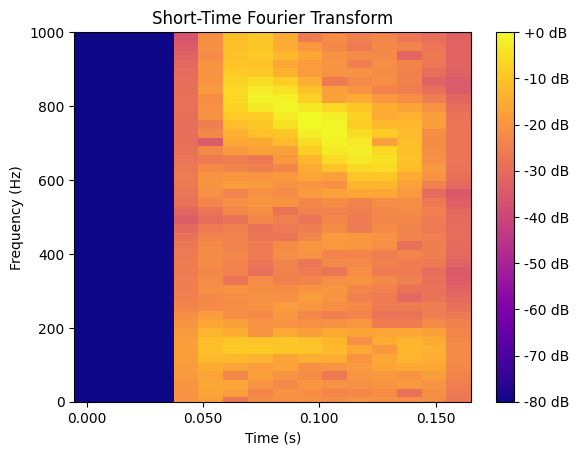 Short-Time Fourier Transform
1000
800
600
400
200
0
Frequency (Hz)
0.000
0.050
0.100
0.150
Time (s)
+0 dB
-10 dB
-20 dB
-30 dB
-40 dB
-50 dB
-60 dB
-70 dB
-80 dB